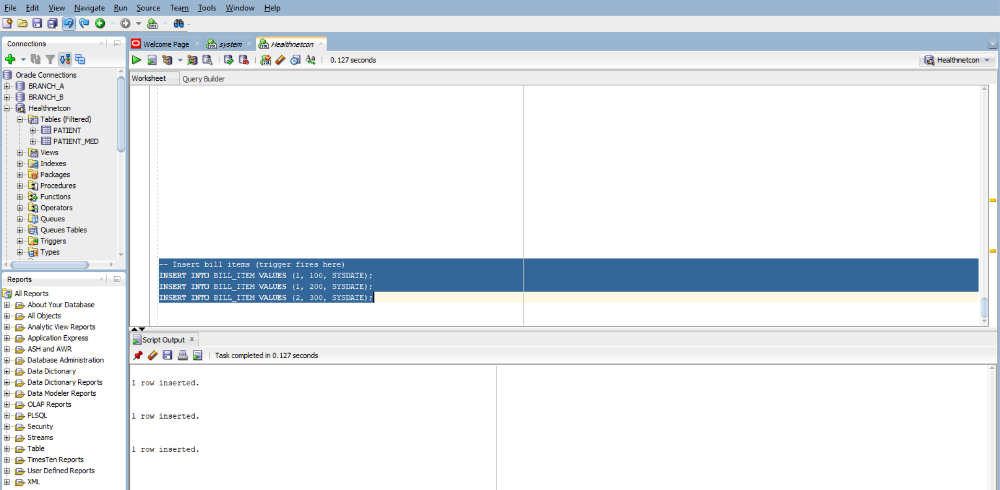 File Edit View Navigate Run Source Team Tools Window Help
Connections
Oracle Connections
BRANCH_A
BRANCH_B
Healthnetcon
Tables (Filtered)
PATIENT
PATIENT_MED
Views
Indexes
Packages
Procedures
Functions
Operators
Queues
Queues Tables
Triggers
Types
Reports
All Reports
About Your Database
All Objects
Analytic View Reports
Application Express
ASH and AWR
Database Administration
Data Dictionary
Data Dictionary Reports
Data Modeler Reports
OLAP Reports
PLSQL
Security
Streams
Table
TimesTen Reports
User Defined Reports
XML
Welcome Page system Healthnetcon
0.127 seconds
Healthnetcon
Worksheet Query Builder
-- Insert bill items (trigger fires here)
INSERT INTO BILL_ITEM VALUES (1, 100, SYSDATE);
INSERT INTO BILL_ITEM VALUES (1, 200, SYSDATE);
INSERT INTO BILL_ITEM VALUES (2, 300, SYSDATE);
Script Output x
Task completed in 0.127 seconds
1 row inserted.
1 row inserted.
1 row inserted.